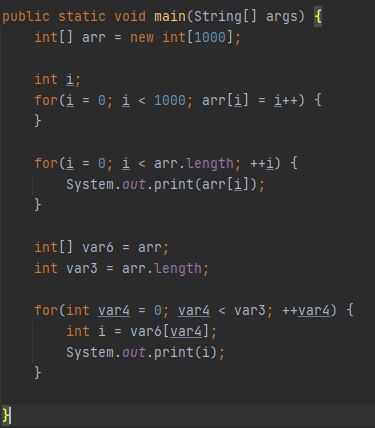 public static void main(String[] args) {
    int[] arr = new int[1000];
    int i;
    for(i = 0; i < 1000; arr[i] = i++) {
    }
    for(i = 0; i < arr.length; ++i) {
        System.out.print(arr[i]);
    }
    int[] var6 = arr;
    int var3 = arr.length;
    for(int var4 = 0; var4 < var3; ++var4) {
        int i = var6[var4];
        System.out.print(i);
    }
}